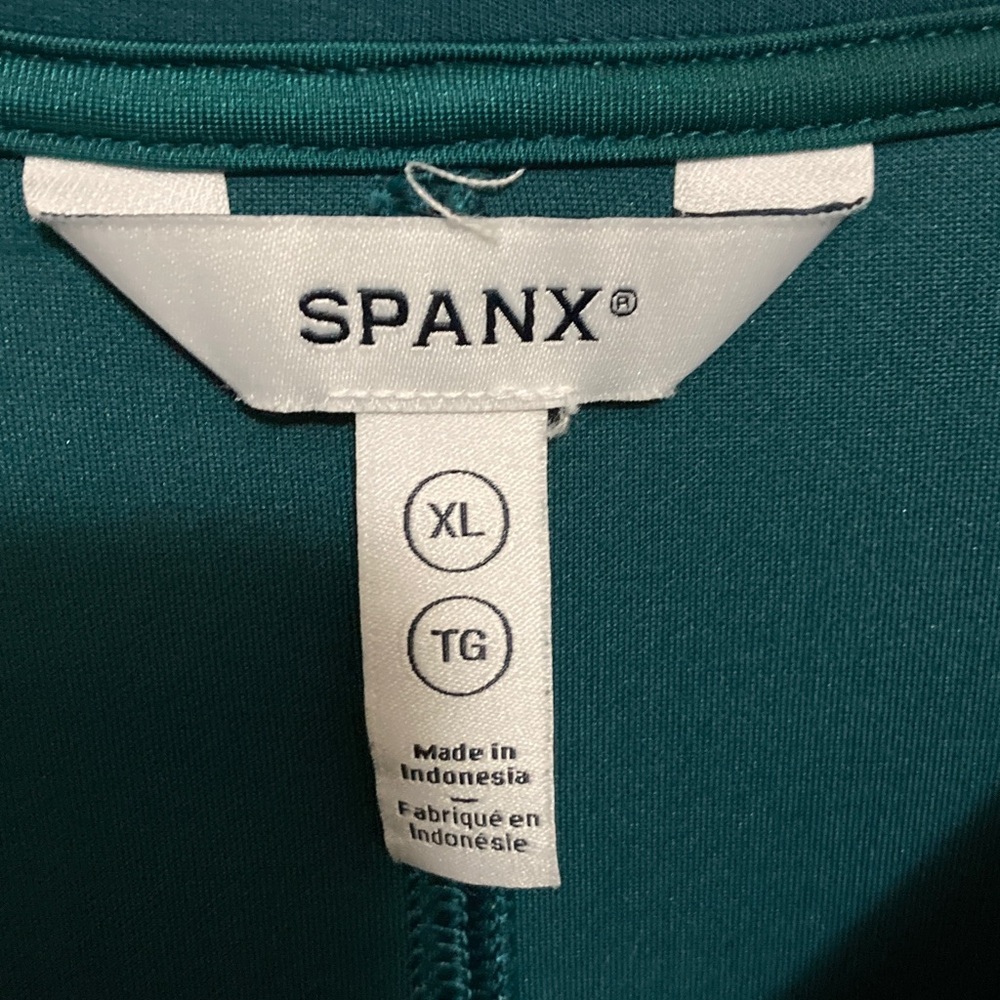 SPANX®
XL
TG
Made in
Indonesia
–
Fabriqué en
Indonésie